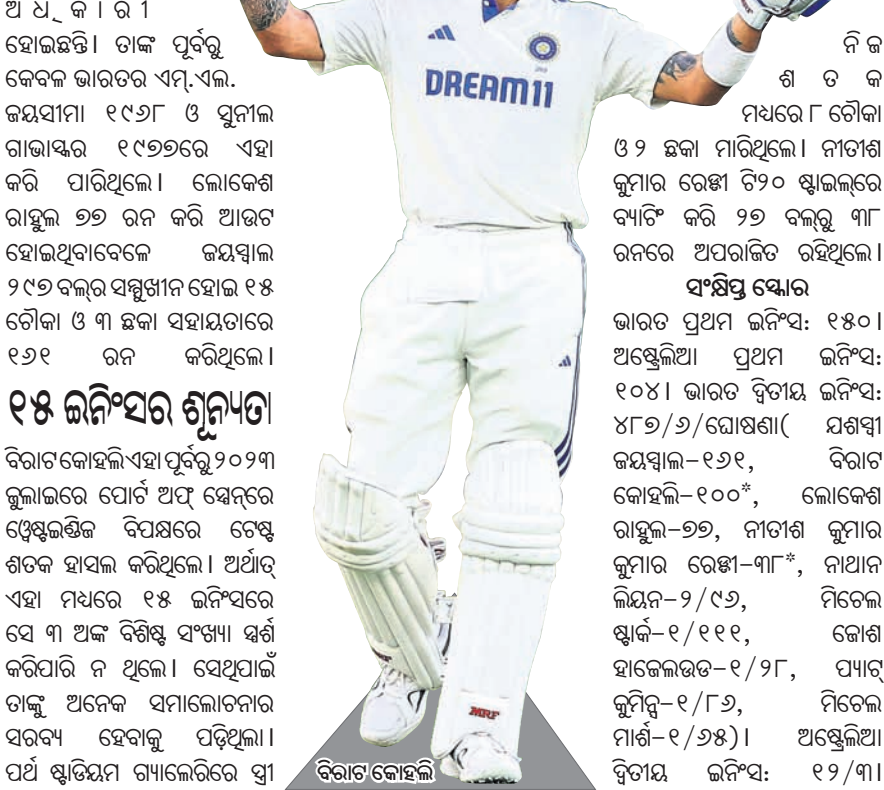 ଅଧିକାରୀ
ହୋଇଛନ୍ତି। ତାଙ୍କ ପୂର୍ବରୁ
କେବଳ ଭାରତର ଏମ୍.ଏଲ.
ଜୟସୀମା ୧୯୬୮ ଓ ସୁନୀଲ
ଗାଭାସ୍କର ୧୯୭୭ରେ ଏହା
କରି ପାରିଥିଲେ। ଲୋକେଶ
ରାହୁଲ ୭୭ ରନ କରି ଆଉଟ
ହୋଇଥିବାବେଳେ ଜୟସ୍ୱାଲ
୨୯୭ ବଲ୍‌ର ସମ୍ମୁଖୀନ ହୋଇ ୧୫
ଚୌକା ଓ ୩ ଛକା ସହାୟତାରେ
୧୬୧ ରନ କରିଥିଲେ।
୧୫ ଇନିଂସର ଶୂନ୍ୟତା
ବିରାଟ କୋହଲି ଏହା ପୂର୍ବରୁ ୨୦୨୩
ଜୁଲାଇରେ ପୋର୍ଟ ଅଫ୍ ସ୍ପେନ୍‌ରେ
ୱେଷ୍ଟଇଣ୍ଡିଜ ବିପକ୍ଷରେ ଟେଷ୍ଟ
ଶତକ ହାସଲ କରିଥିଲେ। ଅର୍ଥାତ୍
ଏହା ମଧ୍ୟରେ ୧୫ ଇନିଂସରେ
ସେ ୩ ଅଙ୍କ ବିଶିଷ୍ଟ ସଂଖ୍ୟା ସ୍ପର୍ଶ
କରିପାରି ନ ଥିଲେ। ସେଥିପାଇଁ
ତାଙ୍କୁ ଅନେକ ସମାଲୋଚନାର
ସରବ୍ୟ ହେବାକୁ ପଡ଼ିଥିଲା।
ପର୍ଥ ଷ୍ଟାଡିୟମ ଗ୍ୟାଲେରିରେ ସ୍ତ୍ରୀ
DREAM11
MRF
ବିରାଟ କୋହଲି
ନିଜ
ଶତକ
ମଧ୍ୟରେ ୮ ଚୌକା
ଓ ୨ ଛକା ମାରିଥିଲେ। ନୀତୀଶ
କୁମାର ରେଡ୍ଡୀ ଟି୨୦ ଷ୍ଟାଇଲ୍‌ରେ
ବ୍ୟାଟିଂ କରି ୨୭ ବଲ୍‌ରୁ ୩୮
ରନରେ ଅପରାଜିତ ରହିଥିଲେ।
ସଂକ୍ଷିପ୍ତ ସ୍କୋର
ଭାରତ ପ୍ରଥମ ଇନିଂସ: ୧୫୦।
ଅଷ୍ଟ୍ରେଲିଆ ପ୍ରଥମ ଇନିଂସ:
୧୦୪। ଭାରତ ଦ୍ୱିତୀୟ ଇନିଂସ:
୪୮୭/୬/ଘୋଷଣା( ଯଶସ୍ୱୀ
ଜୟସ୍ୱାଲ-୧୬୧, ବିରାଟ
କୋହଲି-୧୦୦*, ଲୋକେଶ
ରାହୁଲ-୭୭, ନୀତୀଶ କୁମାର
କୁମାର ରେଡ୍ଡୀ-୩୮*, ନାଥାନ
ଲିୟନ-୨/୯୬, ମିଚେଲ
ଷ୍ଟାର୍କ-୧/୧୧୧, ଜୋଶ
ହାଜେଲଉଡ-୧/୨୮, ପ୍ୟାଟ୍
କୁମିନ୍ସ-୧/୮୬, ମିଚେଲ
ମାର୍ଶ-୧/୬୫)। ଅଷ୍ଟ୍ରେଲିଆ
ଦ୍ୱିତୀୟ ଇନିଂସ: ୧୨/୩।